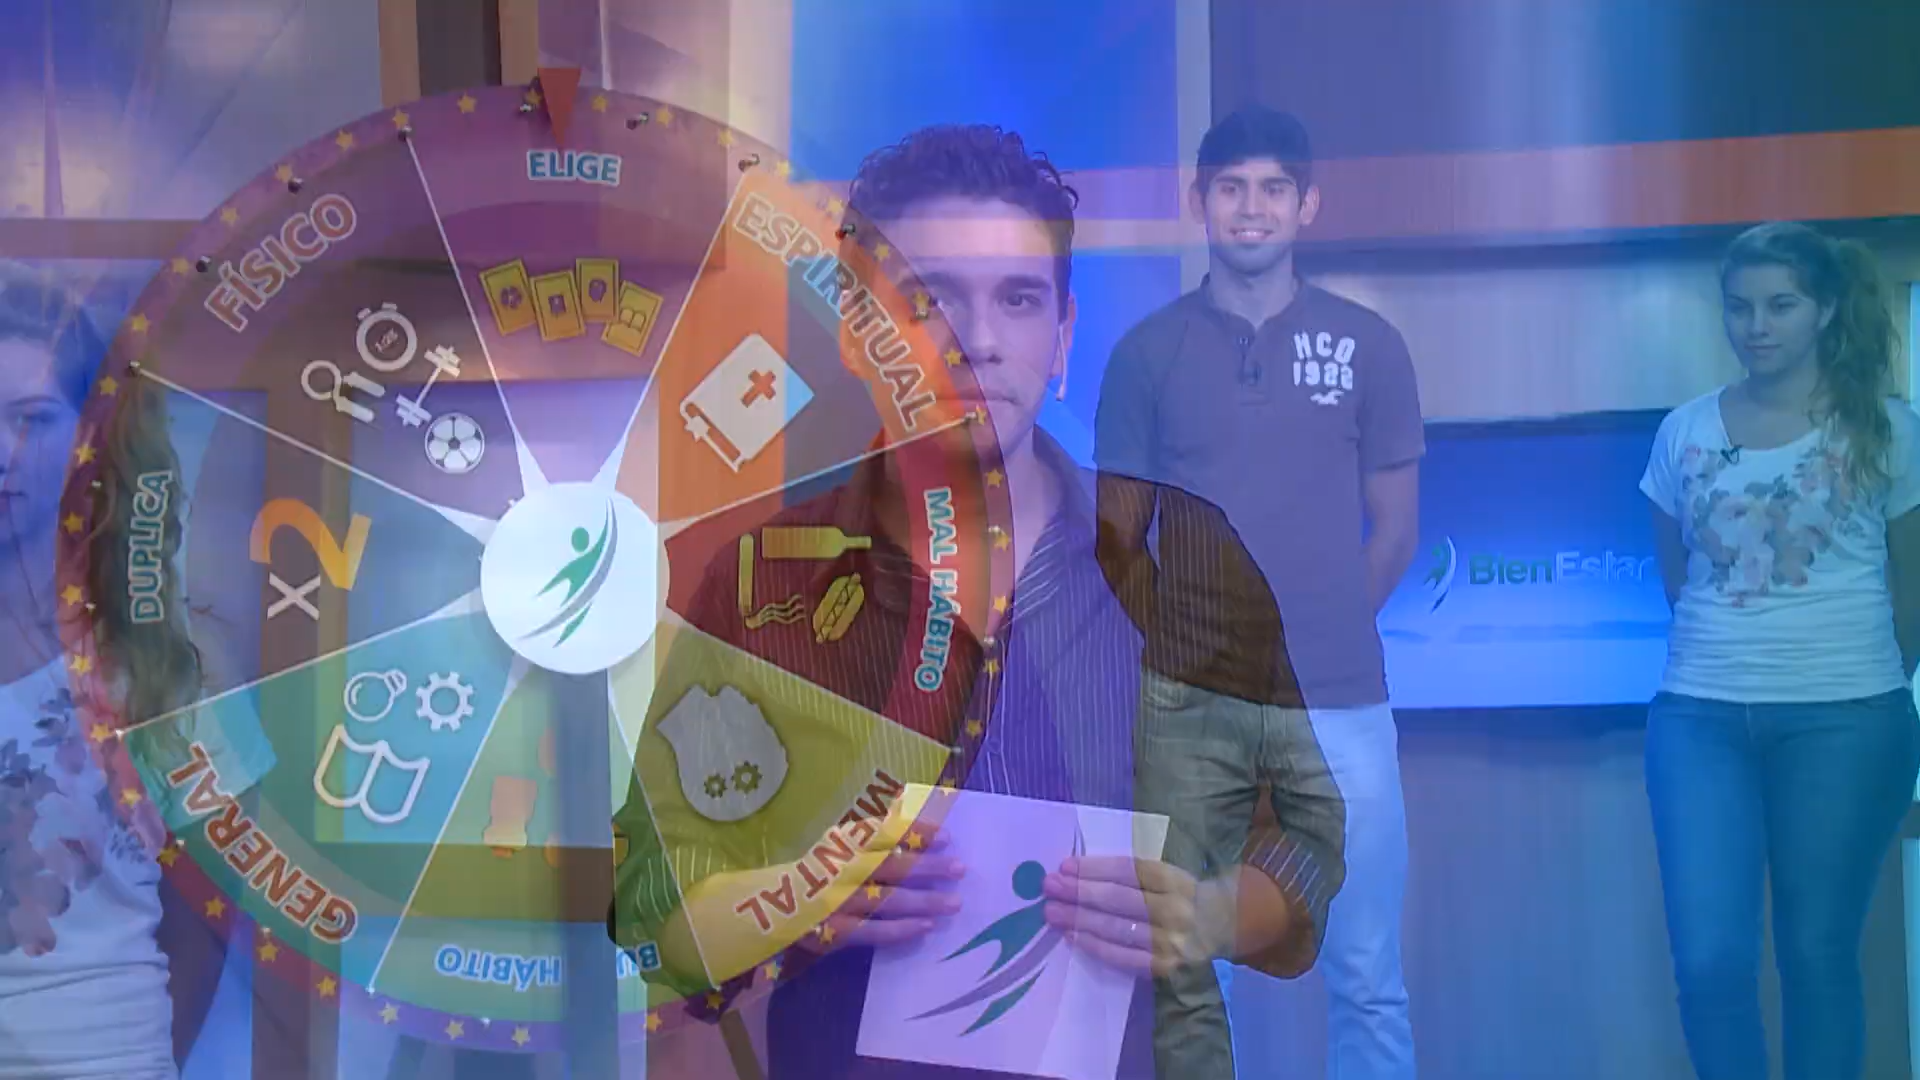 ELIGE
ESPIRITUAL
FÍSICO
MAL HÁBITO
DUPLICA
x2
GENERAL
MENTAL
HÁBITO
HCO
1922
BienEstar